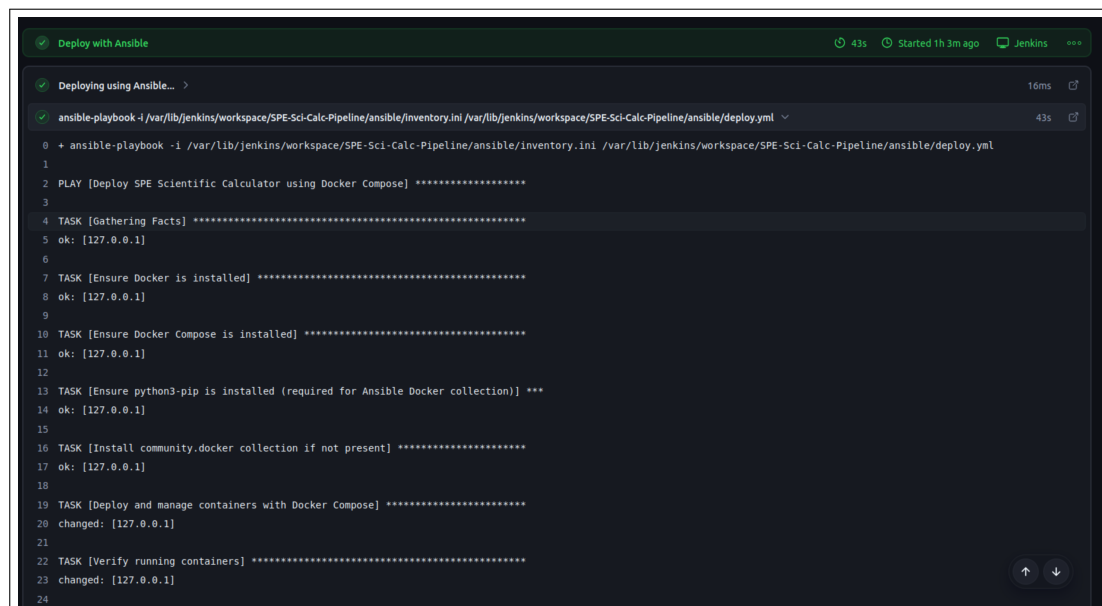 Deploy with Ansible
43s
Started 1h 3m ago
Jenkins
Deploying using Ansible...
16ms
ansible-playbook -i /var/lib/jenkins/workspace/SPE-Sci-Calc-Pipeline/ansible/inventory.ini /var/lib/jenkins/workspace/SPE-Sci-Calc-Pipeline/ansible/deploy.yml
43s
0 + ansible-playbook -i /var/lib/jenkins/workspace/SPE-Sci-Calc-Pipeline/ansible/inventory.ini /var/lib/jenkins/workspace/SPE-Sci-Calc-Pipeline/ansible/deploy.yml
1
2 PLAY [Deploy SPE Scientific Calculator using Docker Compose] *******************
3
4 TASK [Gathering Facts] *********************************************************
5 ok: [127.0.0.1]
6
7 TASK [Ensure Docker is installed] **********************************************
8 ok: [127.0.0.1]
9
10 TASK [Ensure Docker Compose is installed] **************************************
11 ok: [127.0.0.1]
12
13 TASK [Ensure python3-pip is installed (required for Ansible Docker collection)] ***
14 ok: [127.0.0.1]
15
16 TASK [Install community.docker collection if not present] **********************
17 ok: [127.0.0.1]
18
19 TASK [Deploy and manage containers with Docker Compose] ************************
20 changed: [127.0.0.1]
21
22 TASK [Verify running containers] ***********************************************
23 changed: [127.0.0.1]
24